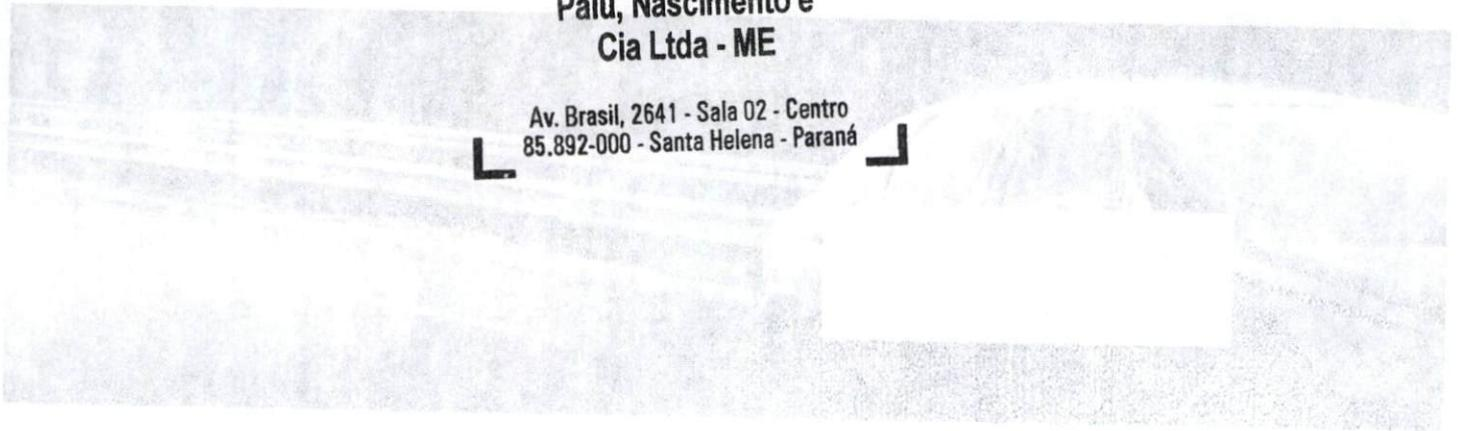 Palu, Nascimento e
Cia Ltda - ME
Av. Brasil, 2641 - Sala 02 - Centro
85.892-000 - Santa Helena - Paraná